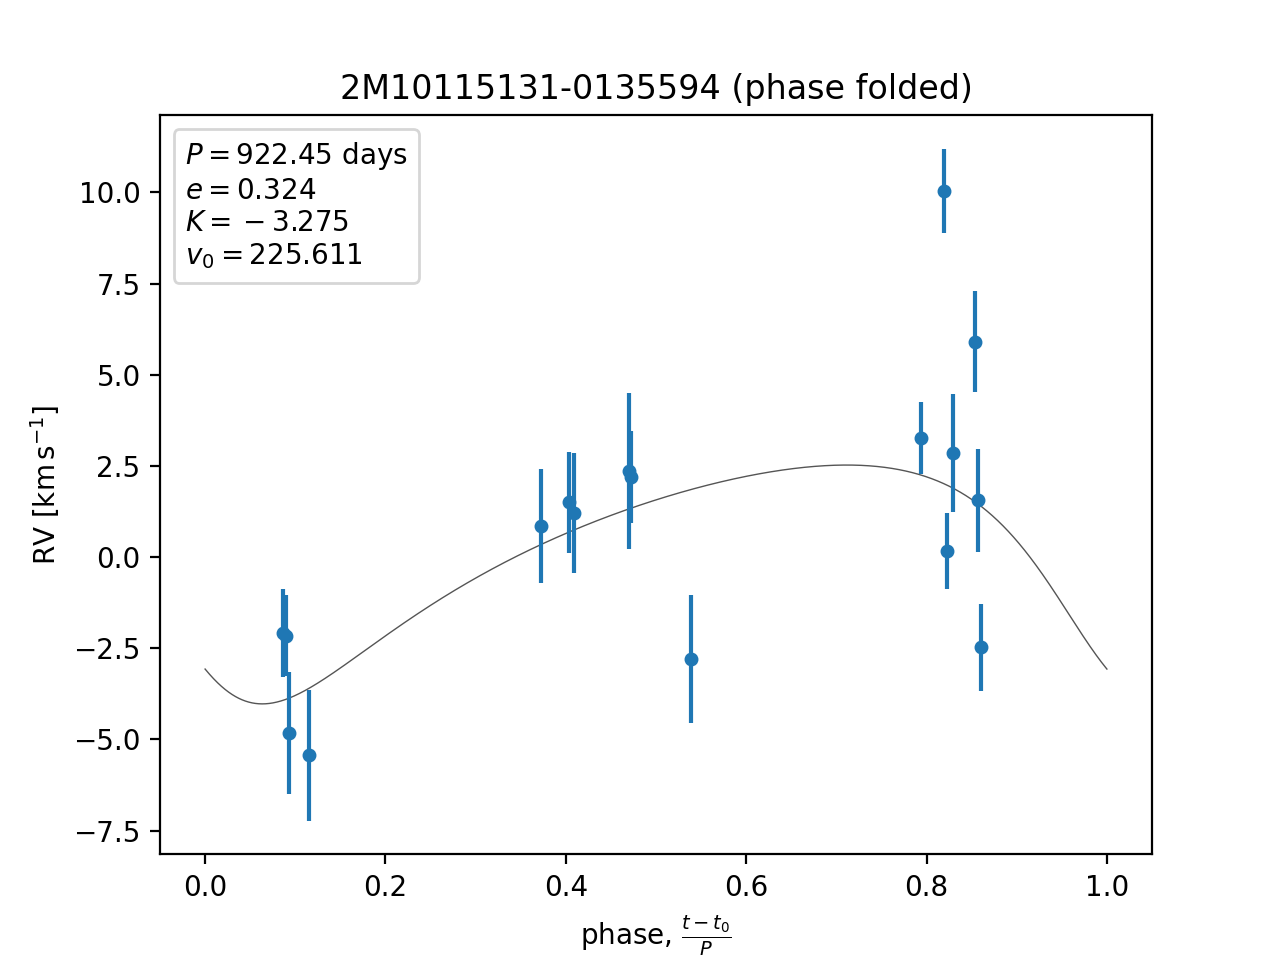 2M10115131-0135594 (phase folded)
P = 922.45 days
e = 0.324
K = −3.275
v₀ = 225.611
10.0
7.5
5.0
2.5
0.0
−2.5
−5.0
−7.5
RV [km s⁻¹]
0.0 0.2 0.4 0.6 0.8 1.0
phase, (t − t₀)/P